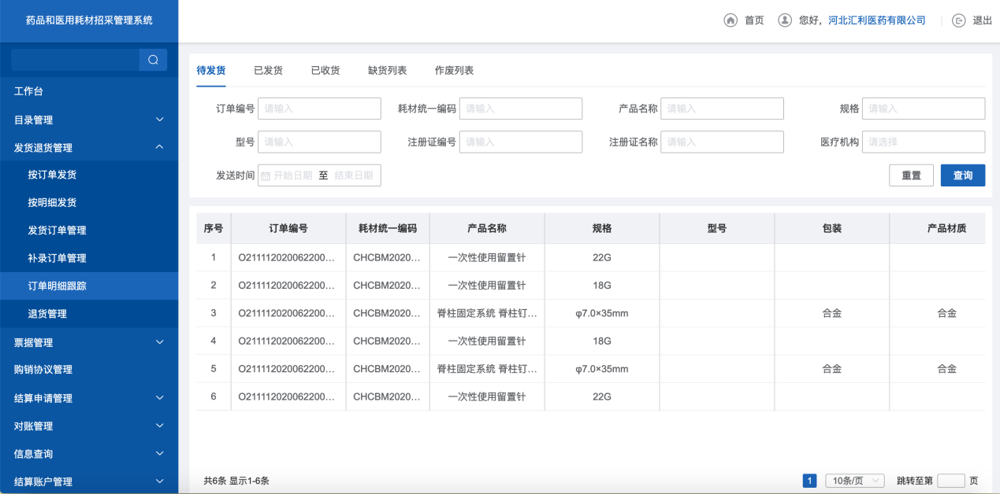 药品和医用耗材招采管理系统
首页 您好，河北汇利医药有限公司 退出
工作台
目录管理
发货退货管理
按订单发货
按明细发货
发货订单管理
补录订单管理
订单明细跟踪
退货管理
票据管理
购销协议管理
结算申请管理
对账管理
信息查询
结算账户管理
待发货 已发货 已收货 缺货列表 作废列表
订单编号 请输入 耗材统一编码 请输入 产品名称 请输入 规格 请输入
型号 请输入 注册证编号 请输入 注册证名称 请输入 医疗机构 请选择
发送时间 开始日期 至 结束日期 重置 查询
序号 订单编号 耗材统一编码 产品名称 规格 型号 包装 产品材质
1 O211112020062200... CHCBM2020... 一次性使用留置针 22G
2 O211112020062200... CHCBM2020... 一次性使用留置针 18G
3 O211112020062200... CHCBM2020... 脊柱固定系统 脊柱钉... φ7.0×35mm 合金 合金
4 O211112020062200... CHCBM2020... 一次性使用留置针 18G
5 O211112020062200... CHCBM2020... 脊柱固定系统 脊柱钉... φ7.0×35mm 合金 合金
6 O211112020062200... CHCBM2020... 一次性使用留置针 22G
共6条 显示1-6条 1 10条/页 跳转至第 页